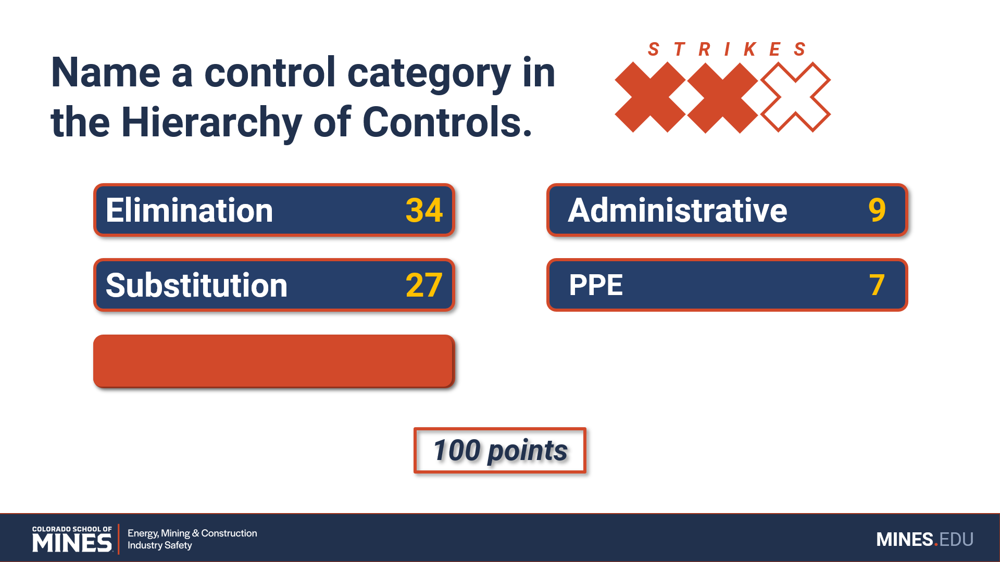 STRIKES
Name a control category in
the Hierarchy of Controls.
Elimination 34
Administrative 9
Substitution 27
PPE 7
100 points
COLORADO SCHOOL OF
MINES
Energy, Mining & Construction
Industry Safety
MINES.EDU